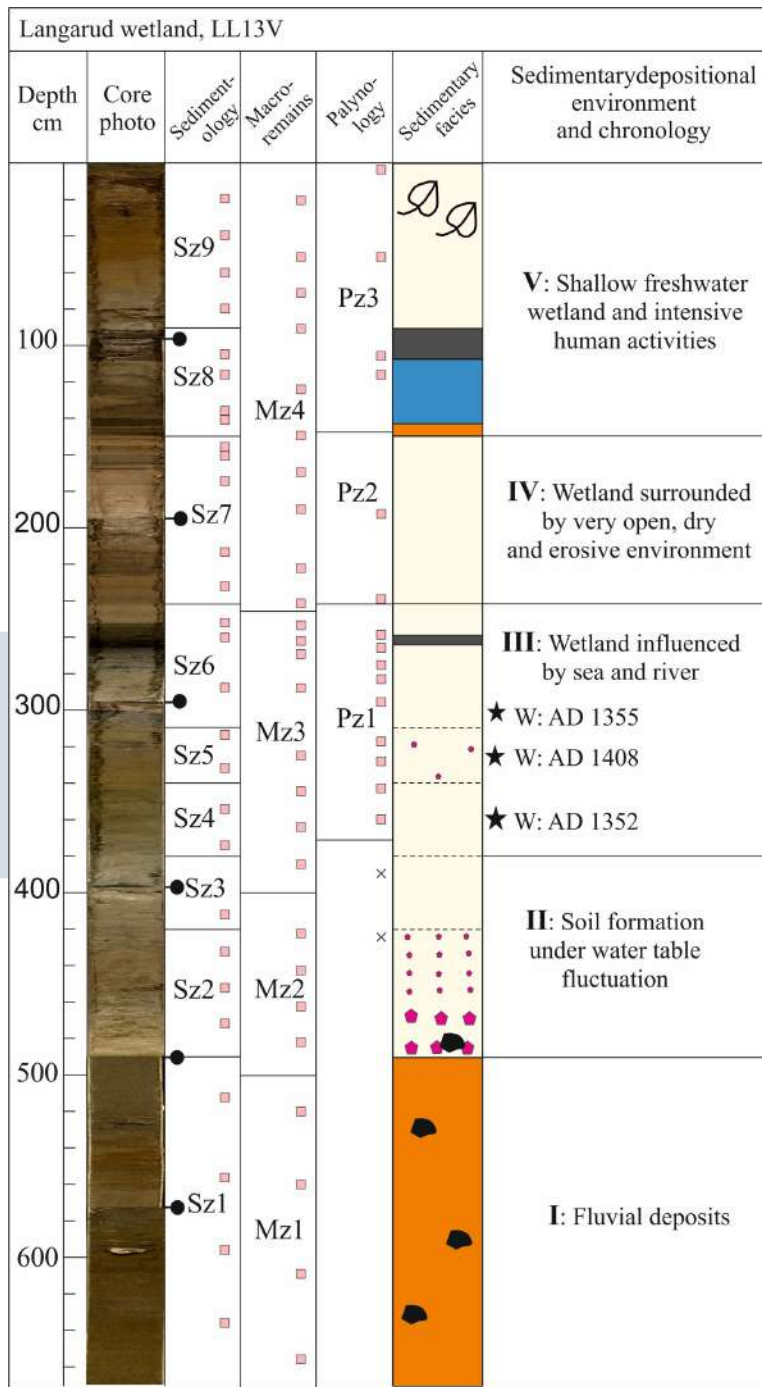 Langarud wetland, LL13V
Depth
cm
Core
photo
Sediment-
ology
Macro-
remains
Palyno-
logy
Sedimentary
facies
Sedimentarydepositional
environment
and chronology
100
200
300
400
500
600
Sz9
Sz8
Sz7
Sz6
Sz5
Sz4
Sz3
Sz2
Sz1
Mz4
Mz3
Mz2
Mz1
Pz3
Pz2
Pz1
V: Shallow freshwater
wetland and intensive
human activities
IV: Wetland surrounded
by very open, dry
and erosive environment
III: Wetland influenced
by sea and river
★ W: AD 1355
★ W: AD 1408
★ W: AD 1352
II: Soil formation
under water table
fluctuation
I: Fluvial deposits